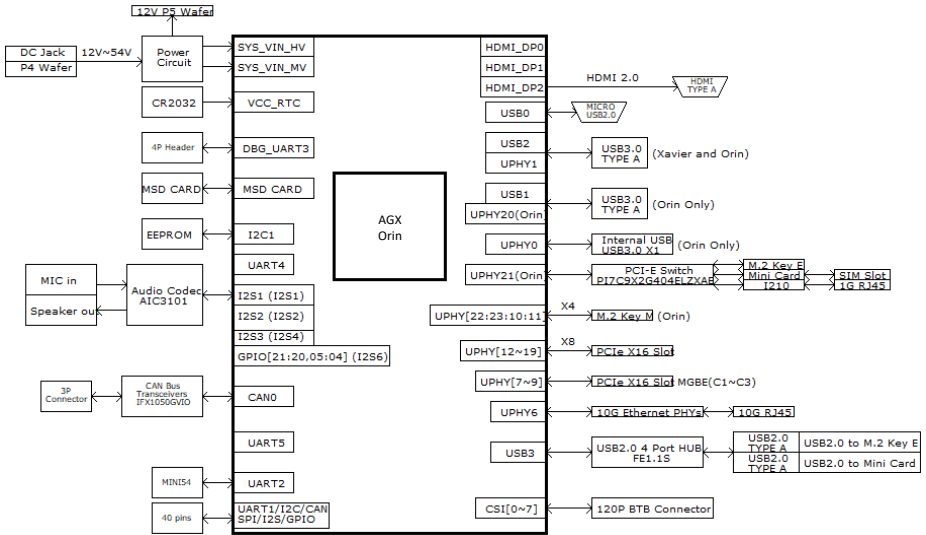 12V P5 Wafer
DC Jack
P4 Wafer
12V~54V
Power
Circuit
SYS_VIN_HV
SYS_VIN_MV
CR2032
VCC_RTC
4P Header
DBG_UART3
MSD CARD
MSD CARD
EEPROM
I2C1
UART4
MIC in
Speaker out
Audio Codec
AIC3101
I2S1 (I2S1)
I2S2 (I2S2)
I2S3 (I2S4)
GPIO[21:20,05:04] (I2S6)
3P
Connector
CAN Bus
Transceivers
IFX1050GVIO
CAN0
UART5
MINI54
UART2
40 pins
UART1/I2C/CAN
SPI/I2S/GPIO
AGX
Orin
HDMI_DP0
HDMI_DP1
HDMI_DP2
HDMI 2.0
HDMI
TYPE A
USB0
MICRO
USB2.0
USB2
UPHY1
USB3.0
TYPE A
(Xavier and Orin)
USB1
UPHY20(Orin)
USB3.0
TYPE A
(Orin Only)
UPHY0
Internal USB
USB3.0 X1
(Orin Only)
UPHY21(Orin)
PCI-E Switch
PI7C9X2G404ELZXAE
M.2 Key E
Mini Card
I210
SIM Slot
1G RJ45
UPHY[22:23:10:11]
X4
M.2 Key M
(Orin)
UPHY[12~19]
X8
PCIe X16 Slot
UPHY[7~9]
PCIe X16 Slot
MGBE(C1~C3)
UPHY6
10G Ethernet PHYs
10G RJ45
USB3
USB2.0 4 Port HUB
FE1.1S
USB2.0
TYPE A
USB2.0 to M.2 Key E
USB2.0
TYPE A
USB2.0 to Mini Card
CSI[0~7]
120P BTB Connector